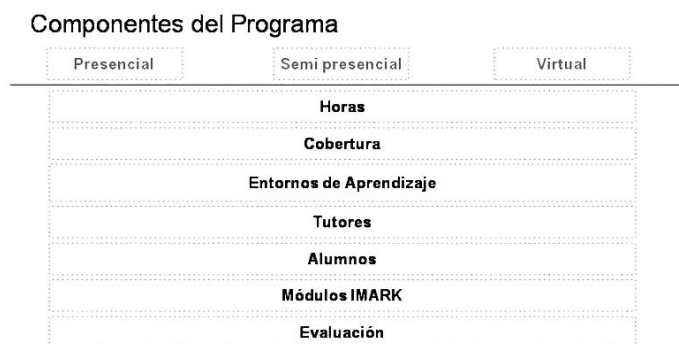 Componentes del Programa
Presencial Semi presencial Virtual
Horas
Cobertura
Entornos de Aprendizaje
Tutores
Alumnos
Módulos IMARK
Evaluación